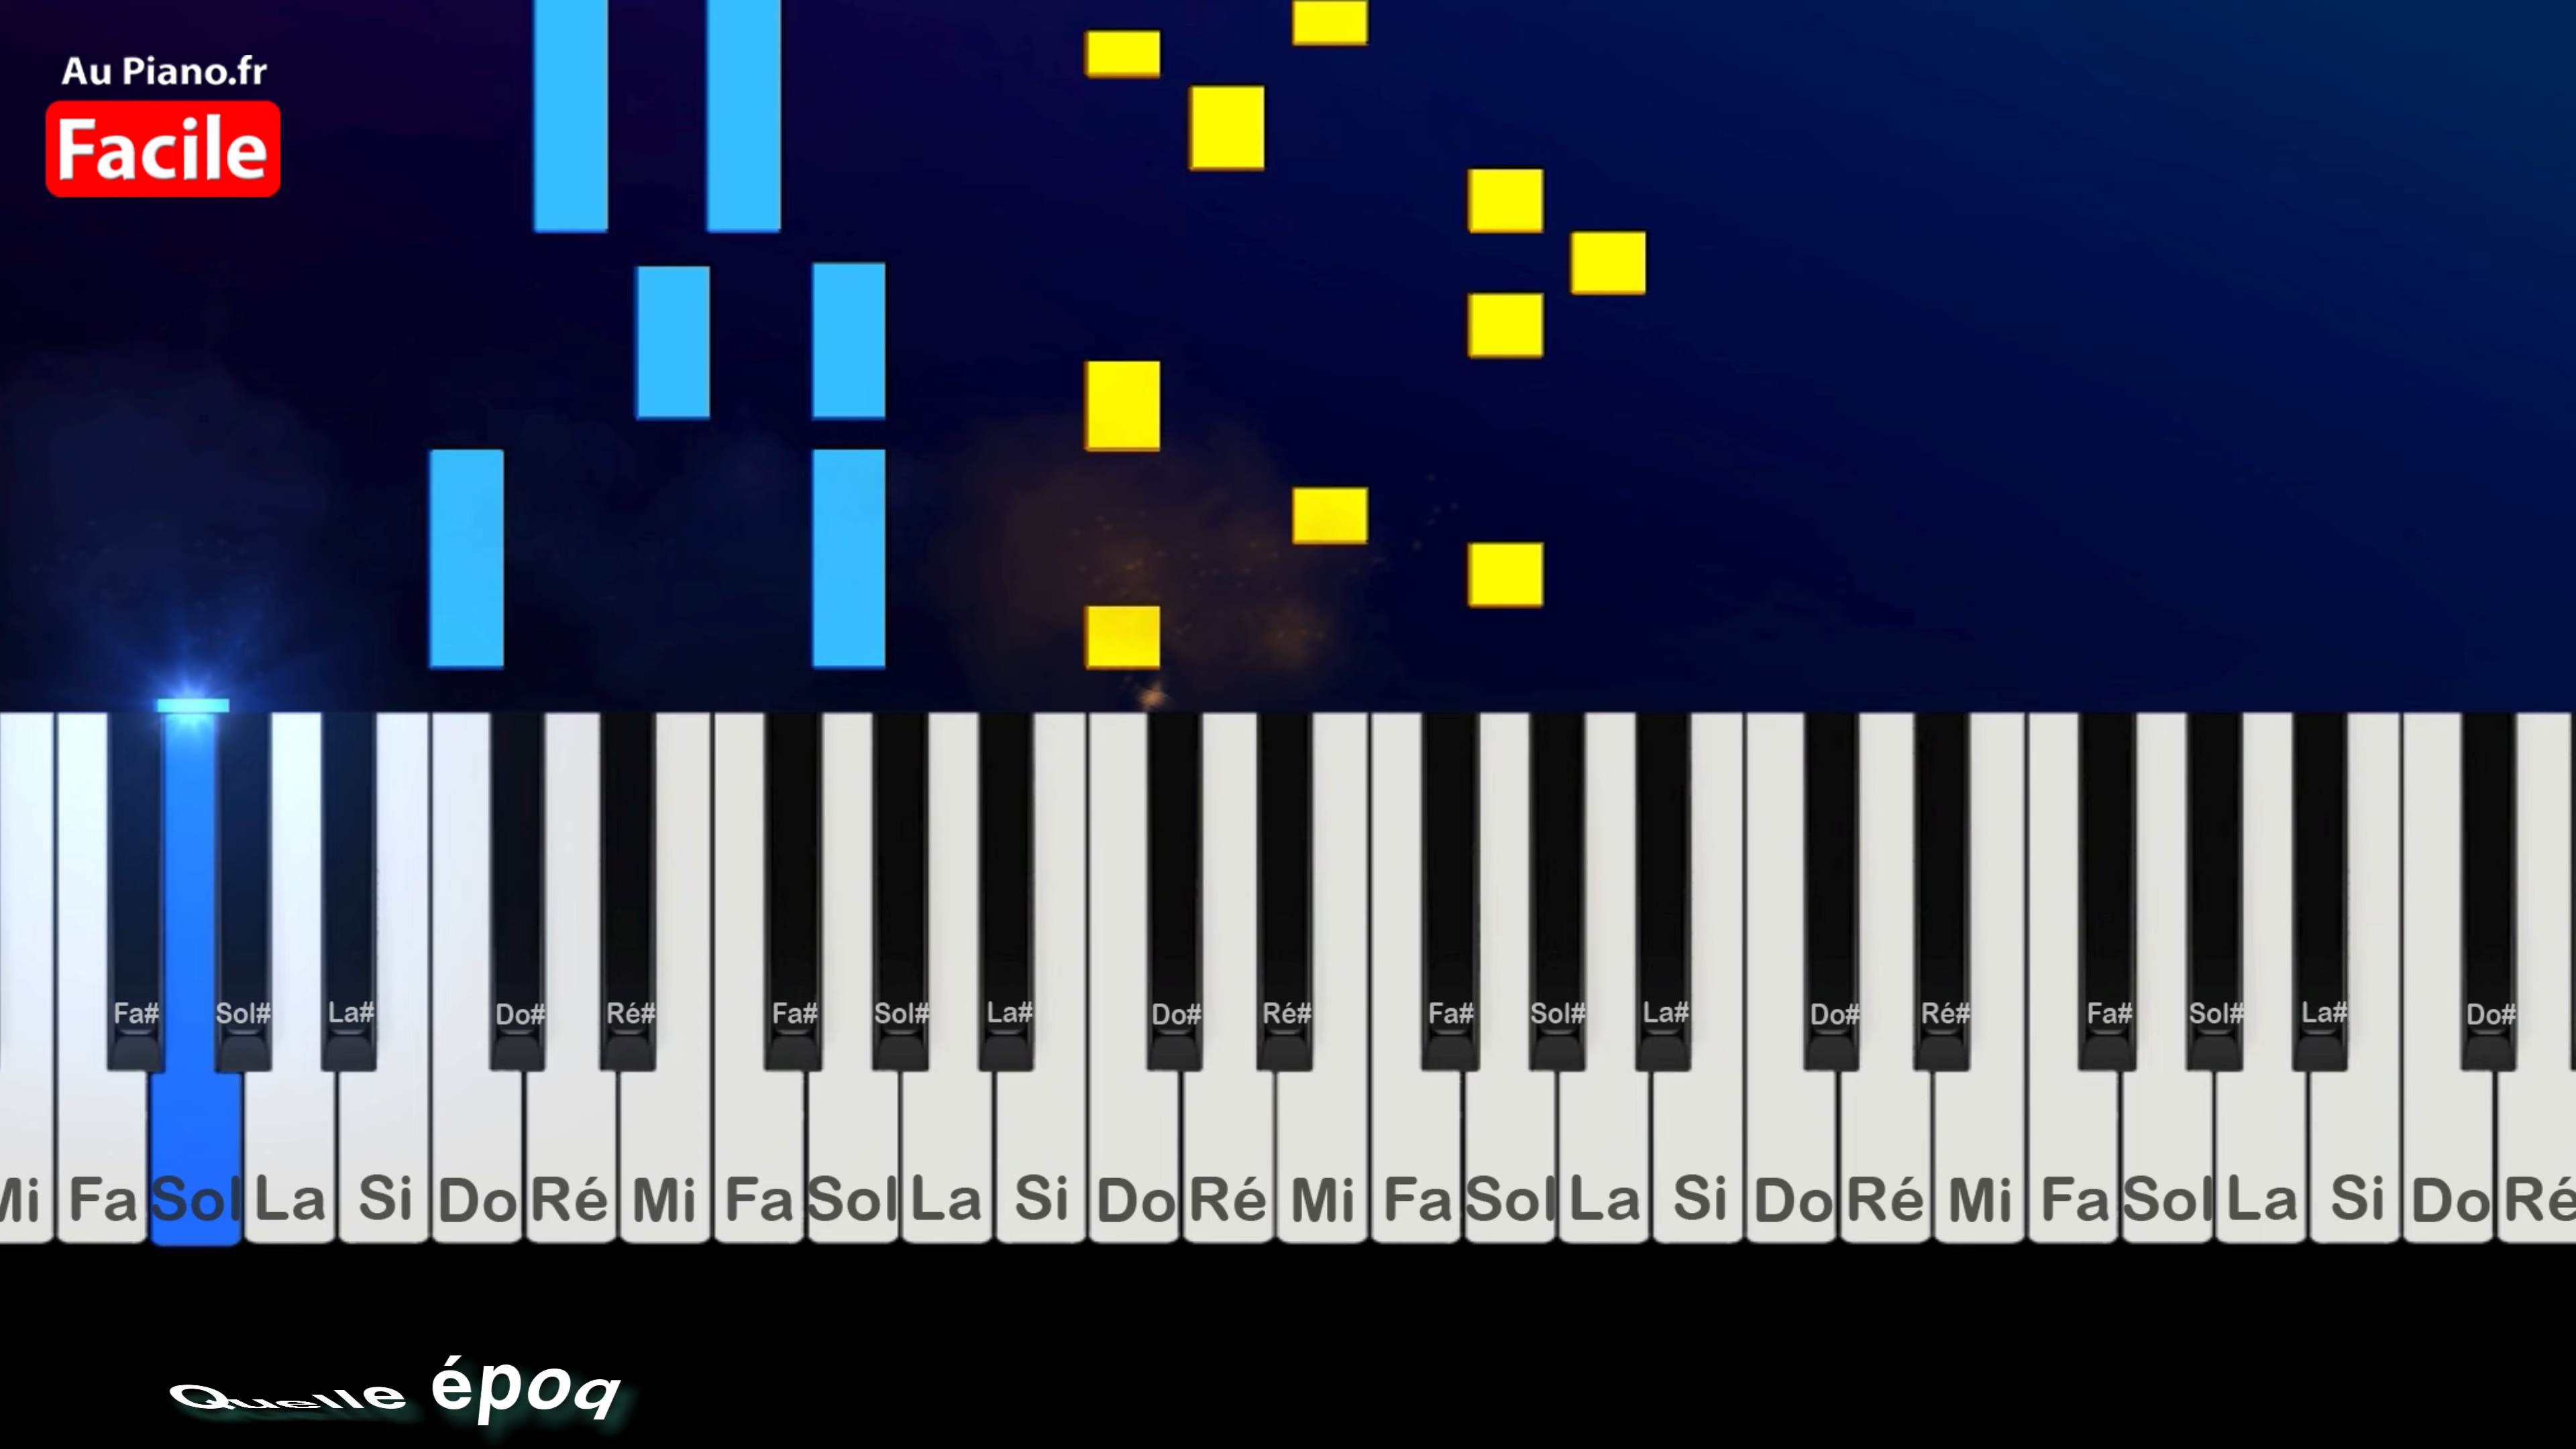 Au Piano.fr
Facile
Fa# Sol# La# Do# Ré# Fa# Sol# La# Do# Ré# Fa# Sol# La# Do# Ré# Fa# Sol# La# Do#
Mi Fa Sol La Si Do Ré Mi Fa Sol La Si Do Ré Mi Fa Sol La Si Do Ré Mi Fa Sol La Si Do Ré
Quelle époq